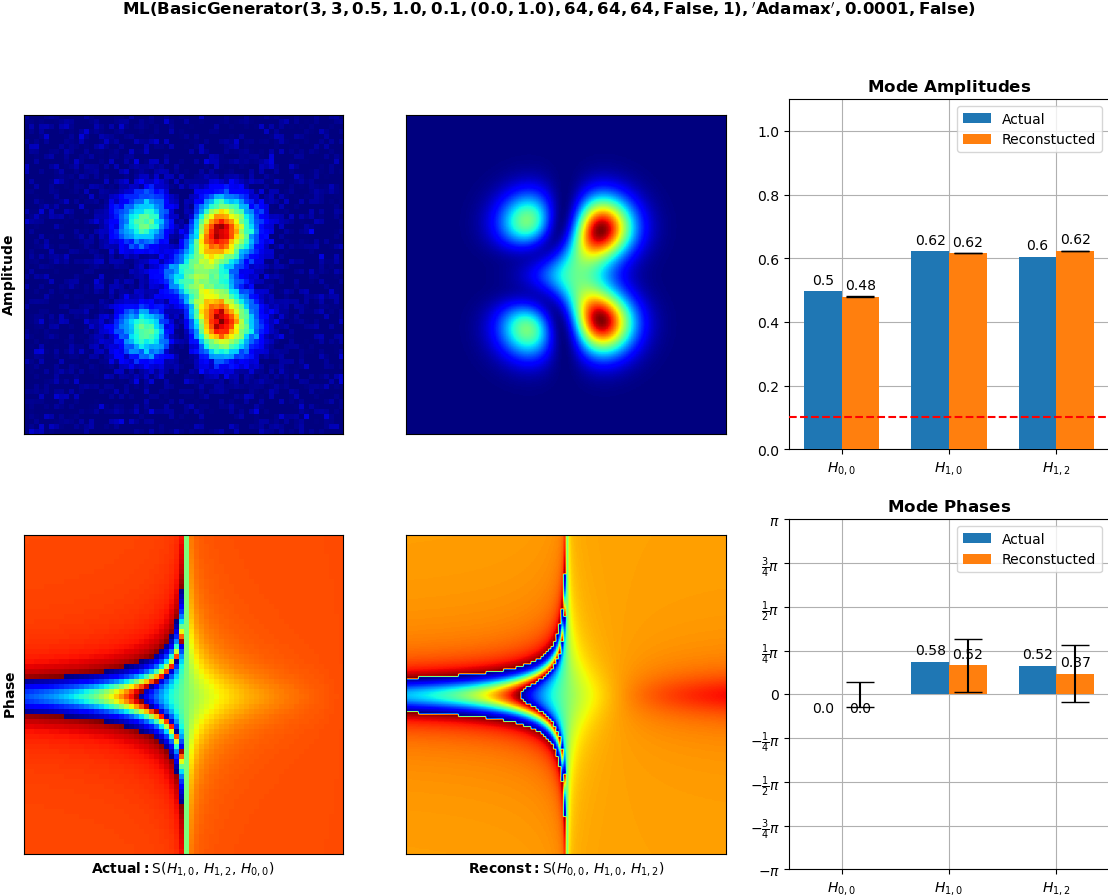 ML(BasicGenerator(3, 3, 0.5, 1.0, 0.1, (0.0, 1.0), 64, 64, 64, False, 1), ′Adamax′, 0.0001, False)
Mode Amplitudes
Actual
Reconstucted
1.0
0.8
0.6
0.4
0.2
0.0
0.5
0.48
0.62
0.62
0.6
0.62
H0,0
H1,0
H1,2
Amplitude
Mode Phases
Actual
Reconstucted
π
3/4π
1/2π
1/4π
0
−1/4π
−1/2π
−3/4π
−π
0.0
0.0
0.58
0.52
0.52
0.37
H0,0
H1,0
H1,2
Phase
Actual: S(H1,0, H1,2, H0,0)
Reconst: S(H0,0, H1,0, H1,2)